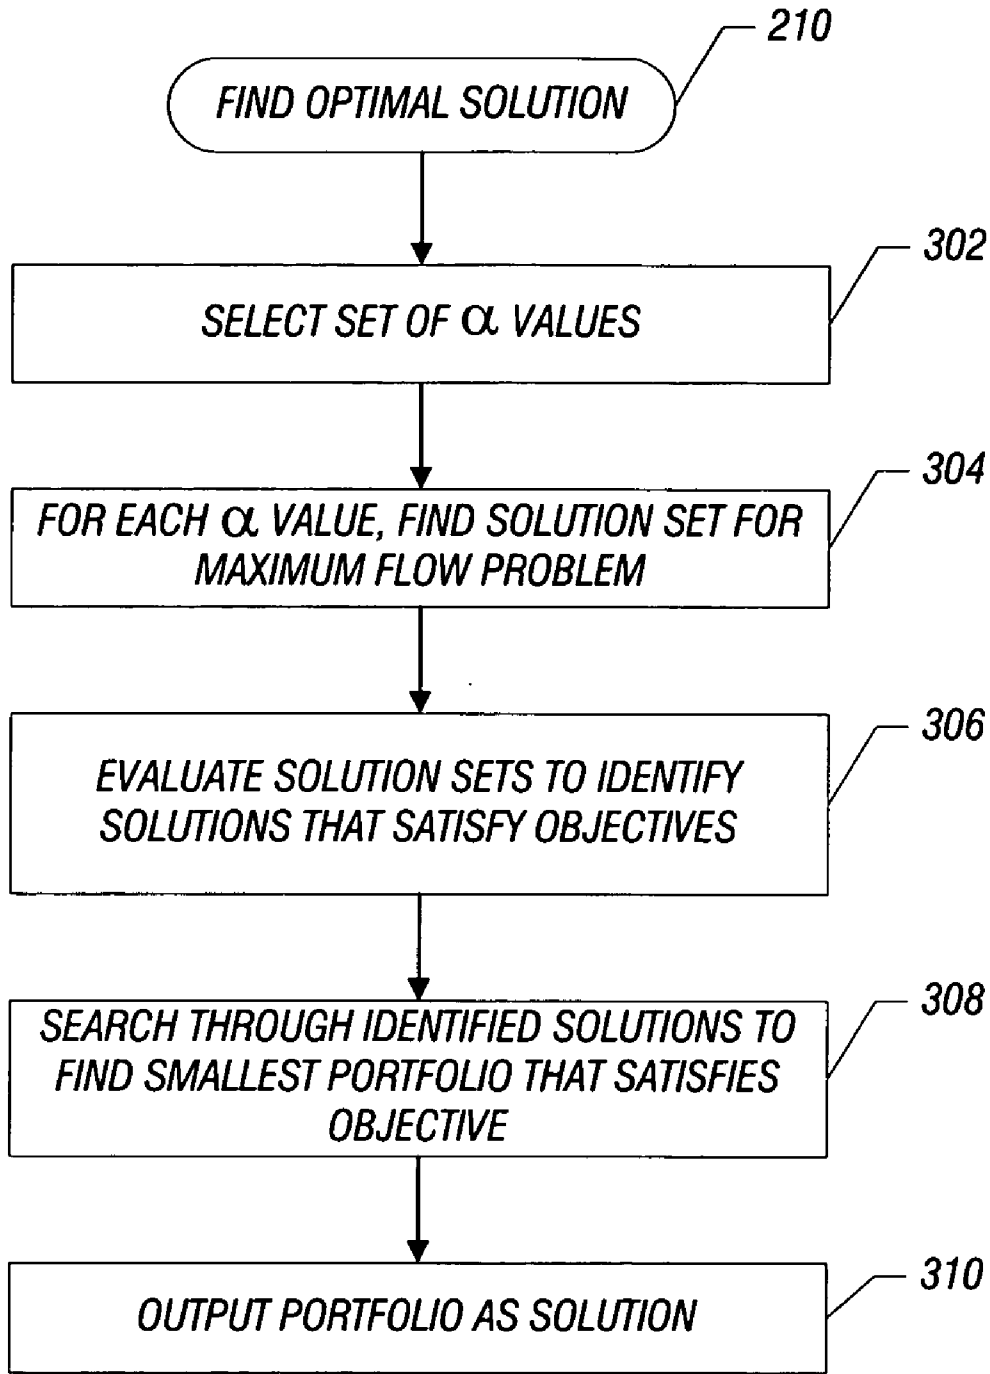 210
FIND OPTIMAL SOLUTION
302
SELECT SET OF α VALUES
304
FOR EACH α VALUE, FIND SOLUTION SET FOR
MAXIMUM FLOW PROBLEM
306
EVALUATE SOLUTION SETS TO IDENTIFY
SOLUTIONS THAT SATISFY OBJECTIVES
308
SEARCH THROUGH IDENTIFIED SOLUTIONS TO
FIND SMALLEST PORTFOLIO THAT SATISFIES
OBJECTIVE
310
OUTPUT PORTFOLIO AS SOLUTION